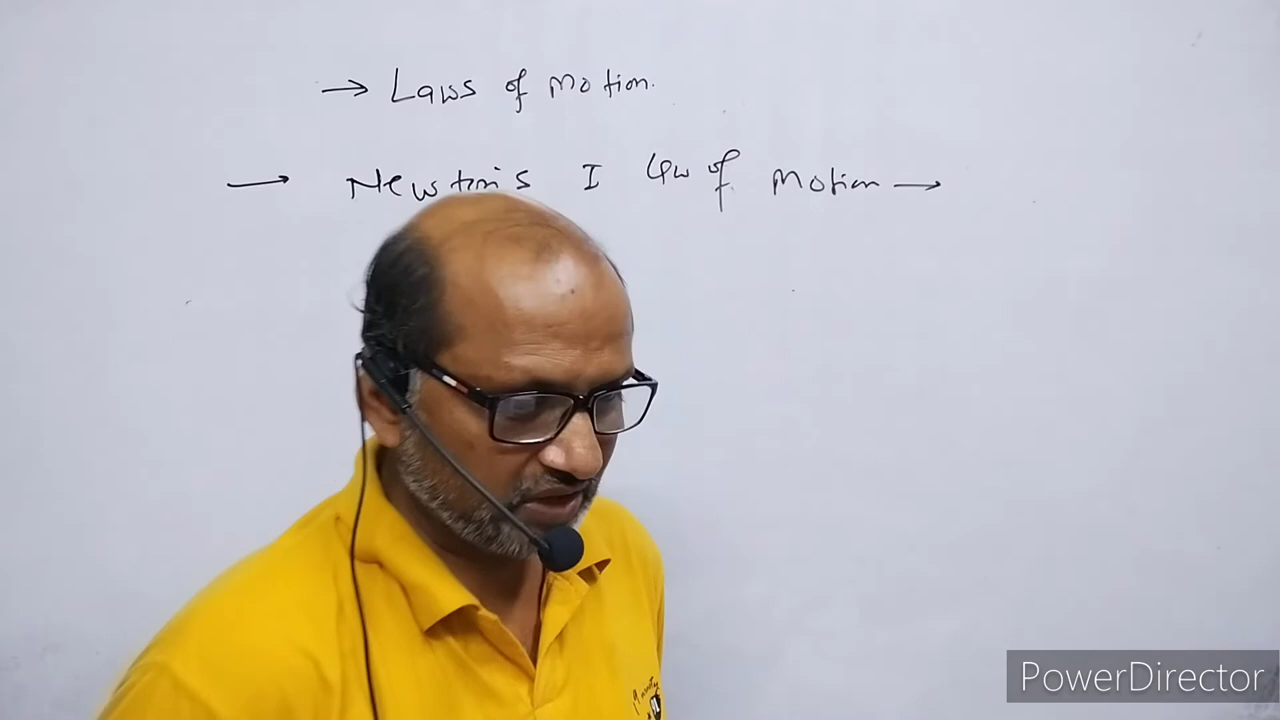 → Laws of motion.
→ Newton's I Law of Motion →
PowerDirector